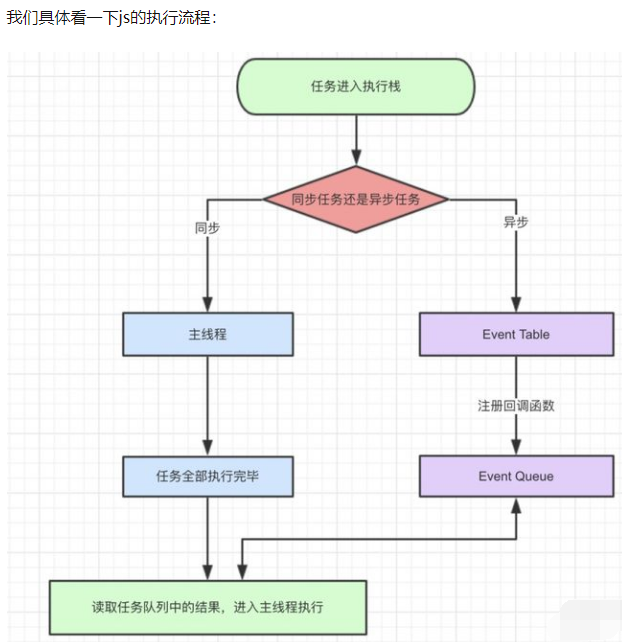 我们具体看一下js的执行流程：
任务进入执行栈
同步任务还是异步任务
同步
异步
主线程
Event Table
注册回调函数
任务全部执行完毕
Event Queue
读取任务队列中的结果，进入主线程执行